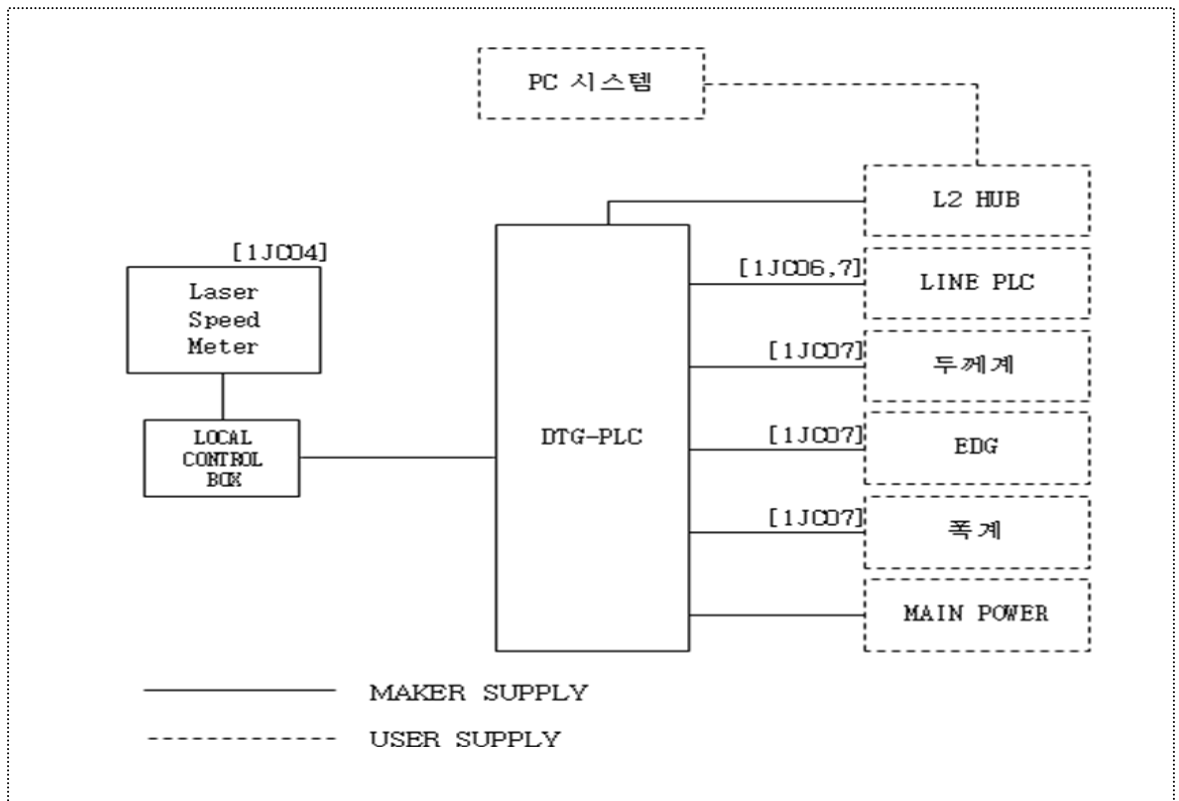 PC 시스템
L2 HUB
[1JC04]
Laser
Speed
Meter
[1JC06,7]
LINE PLC
[1JC07]
두께계
LOCAL
CONTROL
BOX
DTG-PLC
[1JC07]
EDG
[1JC07]
폭계
MAIN POWER
MAKER SUPPLY
USER SUPPLY